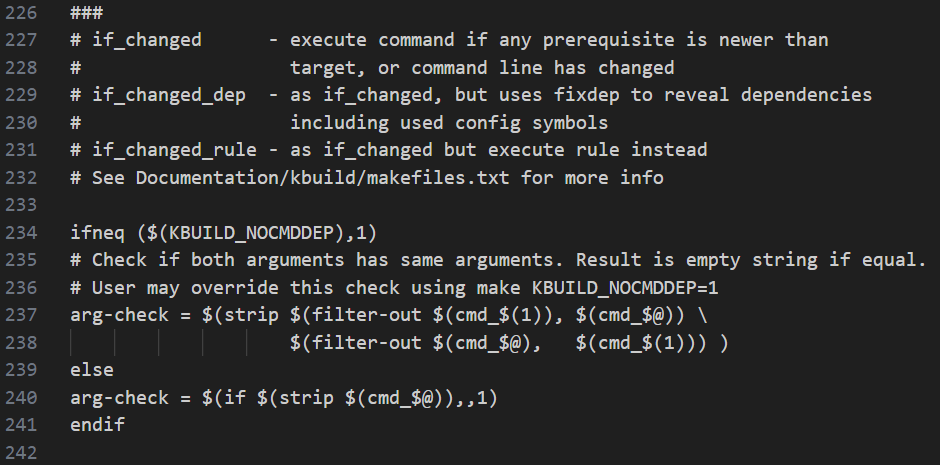 226 ###
227 # if_changed      - execute command if any prerequisite is newer than
228 #                   target, or command line has changed
229 # if_changed_dep  - as if_changed, but uses fixdep to reveal dependencies
230 #                   including used config symbols
231 # if_changed_rule - as if_changed but execute rule instead
232 # See Documentation/kbuild/makefiles.txt for more info
233
234 ifneq ($(KBUILD_NOCMDDEP),1)
235 # Check if both arguments has same arguments. Result is empty string if equal.
236 # User may override this check using make KBUILD_NOCMDDEP=1
237 arg-check = $(strip $(filter-out $(cmd_$(1)), $(cmd_$@)) \
238                     $(filter-out $(cmd_$@),   $(cmd_$(1))) )
239 else
240 arg-check = $(if $(strip $(cmd_$@)),,1)
241 endif
242